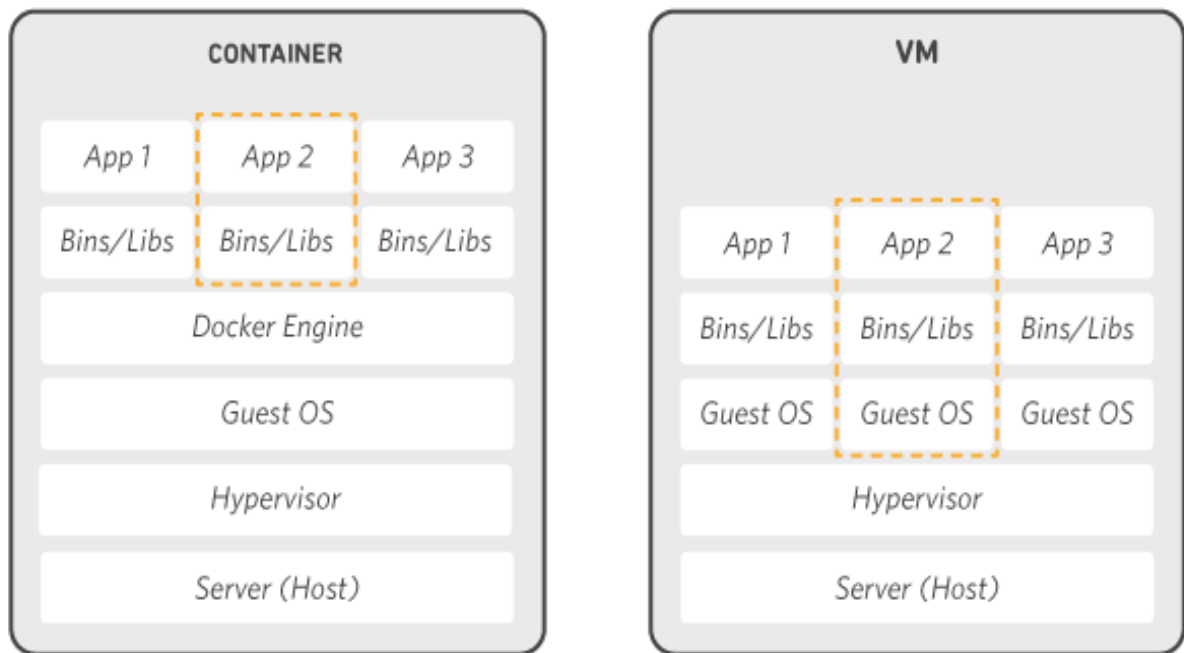 CONTAINER
App 1 App 2 App 3
Bins/Libs Bins/Libs Bins/Libs
Docker Engine
Guest OS
Hypervisor
Server (Host)
VM
App 1 App 2 App 3
Bins/Libs Bins/Libs Bins/Libs
Guest OS Guest OS Guest OS
Hypervisor
Server (Host)